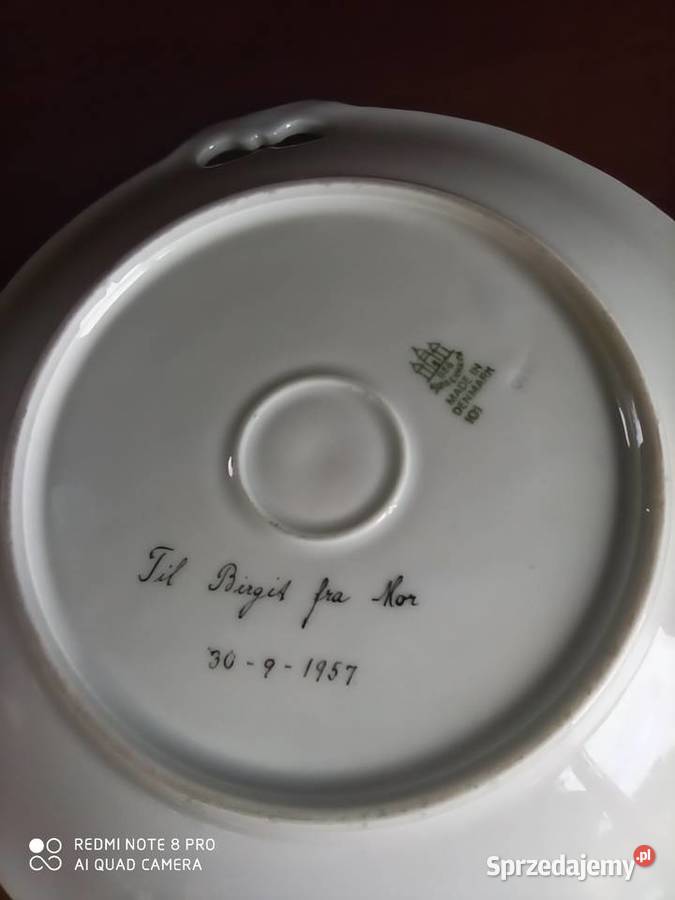 B&G
MADE IN
DENMARK
101
Til Birgit fra Mor
30-9-1957
REDMI NOTE 8 PRO
AI QUAD CAMERA
Sprzedajemy.pl